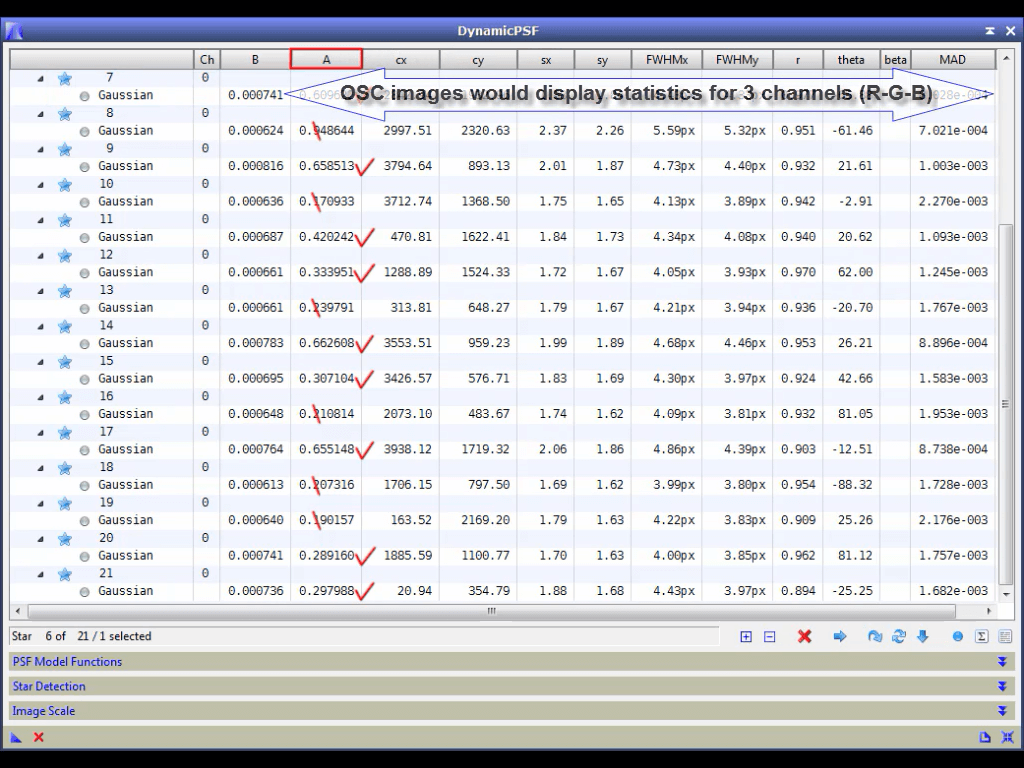 DynamicPSF
Ch B A cx cy sx sy FWHMx FWHMy r theta beta MAD
7 0
Gaussian 0.000741
OSC images would display statistics for 3 channels (R-G-B)
8 0
Gaussian 0.000624 0.948644 2997.51 2320.63 2.37 2.26 5.59px 5.32px 0.951 -61.46 7.021e-004
9 0
Gaussian 0.000816 0.658513 3794.64 893.13 2.01 1.87 4.73px 4.40px 0.932 21.61 1.003e-003
10 0
Gaussian 0.000636 0.170933 3712.74 1368.50 1.75 1.65 4.13px 3.89px 0.942 -2.91 2.270e-003
11 0
Gaussian 0.000687 0.420242 470.81 1622.41 1.84 1.73 4.34px 4.08px 0.940 20.62 1.093e-003
12 0
Gaussian 0.000661 0.333951 1288.89 1524.33 1.72 1.67 4.05px 3.93px 0.970 62.00 1.245e-003
13 0
Gaussian 0.000661 0.239791 313.81 648.27 1.79 1.67 4.21px 3.94px 0.936 -20.70 1.767e-003
14 0
Gaussian 0.000783 0.662608 3553.51 959.23 1.99 1.89 4.68px 4.46px 0.953 26.21 8.896e-004
15 0
Gaussian 0.000695 0.307104 3426.57 576.71 1.83 1.69 4.30px 3.97px 0.924 42.66 1.583e-003
16 0
Gaussian 0.000648 0.210814 2073.10 483.67 1.74 1.62 4.09px 3.81px 0.932 81.05 1.953e-003
17 0
Gaussian 0.000764 0.655148 3938.12 1719.32 2.06 1.86 4.86px 4.39px 0.903 -12.51 8.738e-004
18 0
Gaussian 0.000613 0.207316 1706.15 797.50 1.69 1.62 3.99px 3.80px 0.954 -88.32 1.728e-003
19 0
Gaussian 0.000640 0.190157 163.52 2169.20 1.79 1.63 4.22px 3.83px 0.909 25.26 2.176e-003
20 0
Gaussian 0.000741 0.289160 1885.59 1100.77 1.70 1.63 4.00px 3.85px 0.962 81.12 1.757e-003
21 0
Gaussian 0.000736 0.297988 20.94 354.79 1.88 1.68 4.43px 3.97px 0.894 -25.25 1.682e-003
Star 6 of 21 / 1 selected
PSF Model Functions
Star Detection
Image Scale